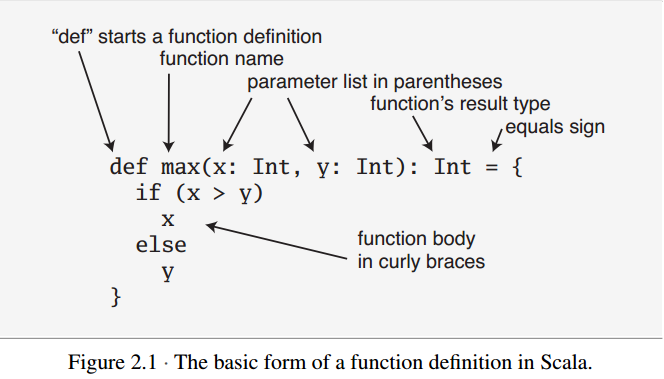 “def” starts a function definition
function name
parameter list in parentheses
function’s result type
equals sign
def max(x: Int, y: Int): Int = {
if (x > y)
x
else
y
}
function body
in curly braces
Figure 2.1 · The basic form of a function definition in Scala.